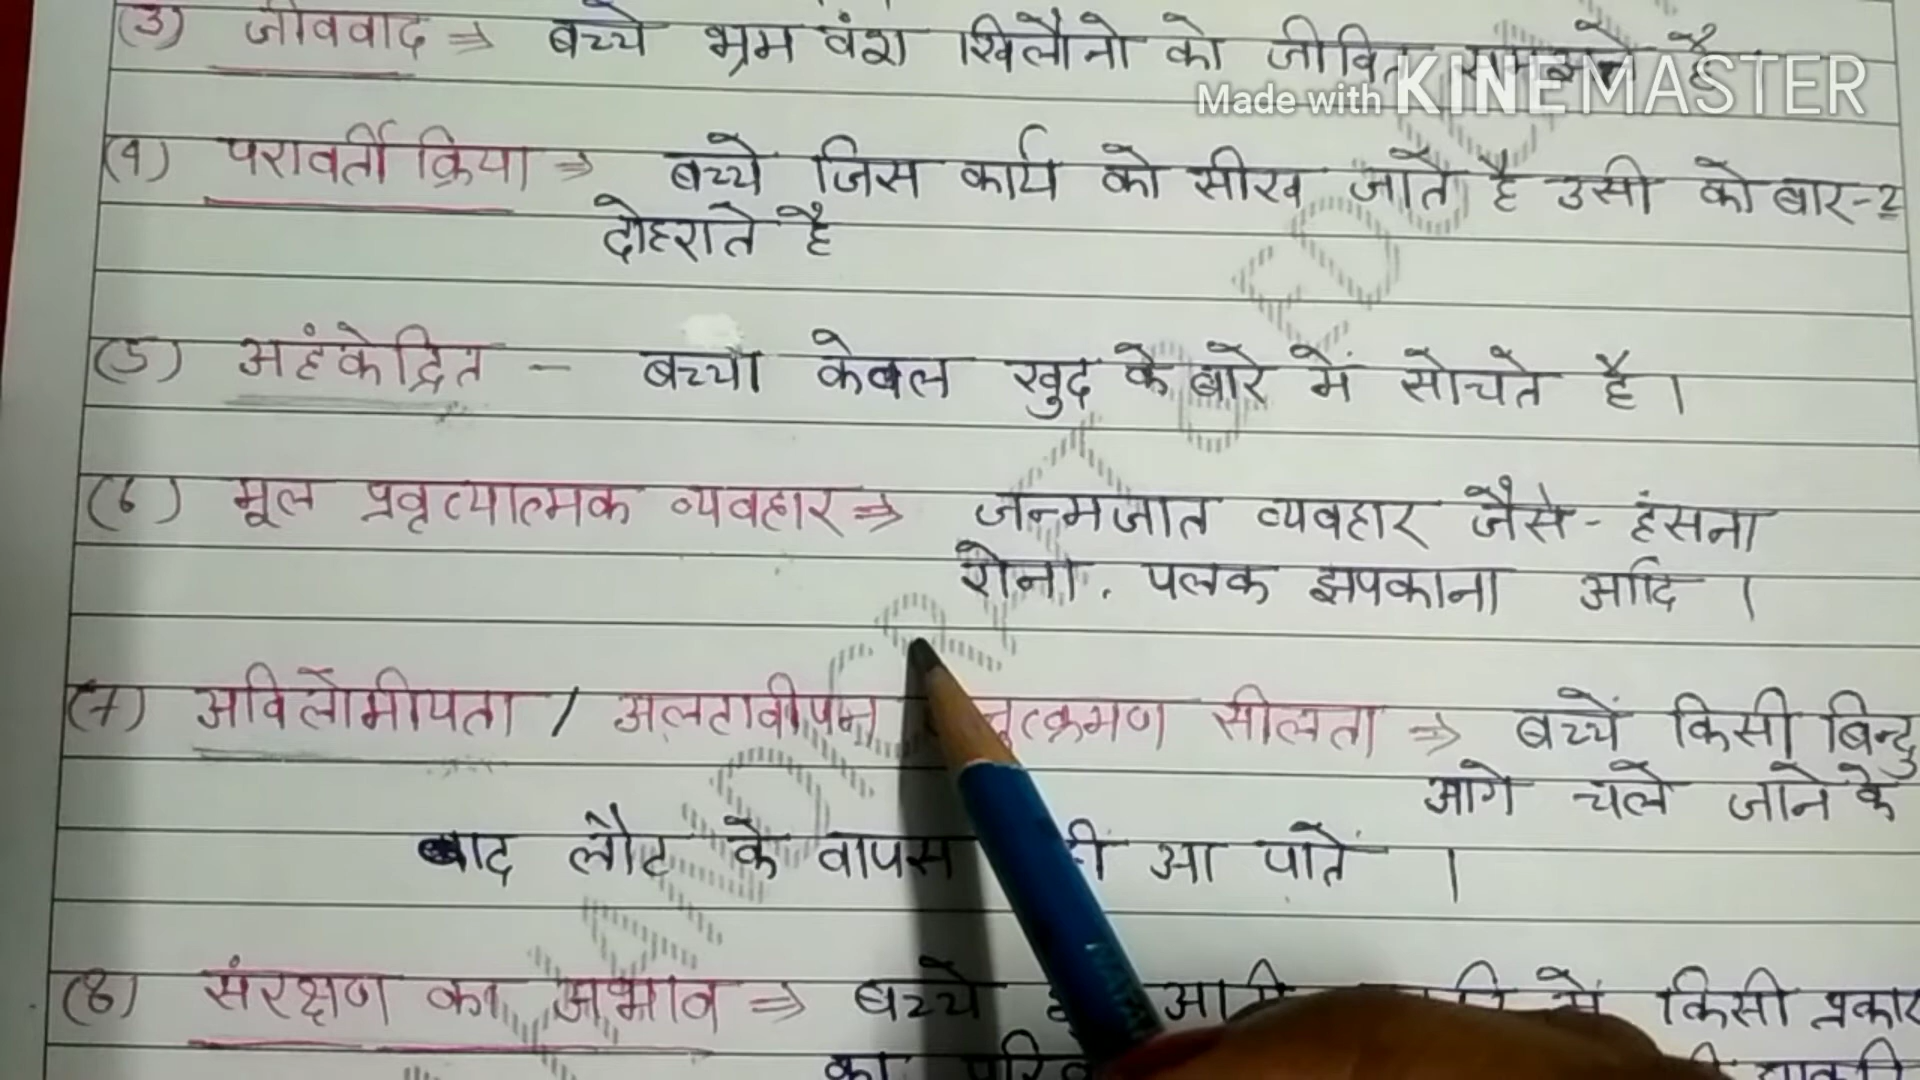 (3) जीववाद ⇒ बच्चे भ्रम वंश खिलौनो को जीवित समझते है
Made with KINEMASTER
(4) परावर्ती क्रिया ⇒ बच्चे जिस कार्य को सीख जाते है उसी को बार-2
दोहराते है
(5) अहंकेद्रित - बच्चे केवल खुद के बारे में सोचते है।
(6) मूल प्रवृत्यात्मक व्यवहार ⇒ जन्मजात व्यवहार जैसे - हंसना
रोना, पलक झपकाना आदि ।
(7) अविलोमीयता / अलटावीपन त्क्रमण सीलता ⇒ बच्चें किसी बिन्दु
आगे चले जाने के
बाद लौट के वापस आ पाते ।
(8) संरक्षण का अभाव ⇒ बच्चे में किसी प्रकार
का